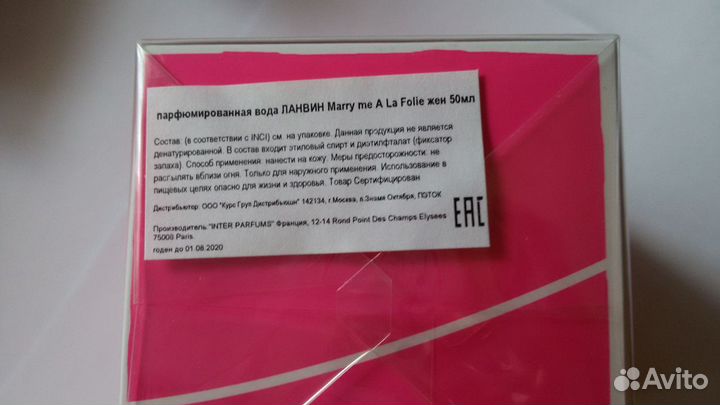 парфюмированная вода ЛАНВИН Marry me A La Folie жен 50мл
Состав: (в соответствии с INCI) см. на упаковке. Данная продукция не является
денатурированной. В состав входит этиловый спирт и диэтилфталат (фиксатор
запаха). Способ применения: нанести на кожу. Меры предосторожности: не
распылять вблизи огня. Только для наружного применения. Использование в
пищевых целях опасно для жизни и здоровья. Товар Сертифицирован
Дистрибьютор: ООО "Курс Груп Дистрибьюшн" 142134, г.Москва, п.Знамя Октября, ПЭТОК
Производитель "INTER PARFUMS" Франция, 12-14 Rond Point Des Champs Elysees
75008 Paris
годен до 01 08 2020
EAC
Avito